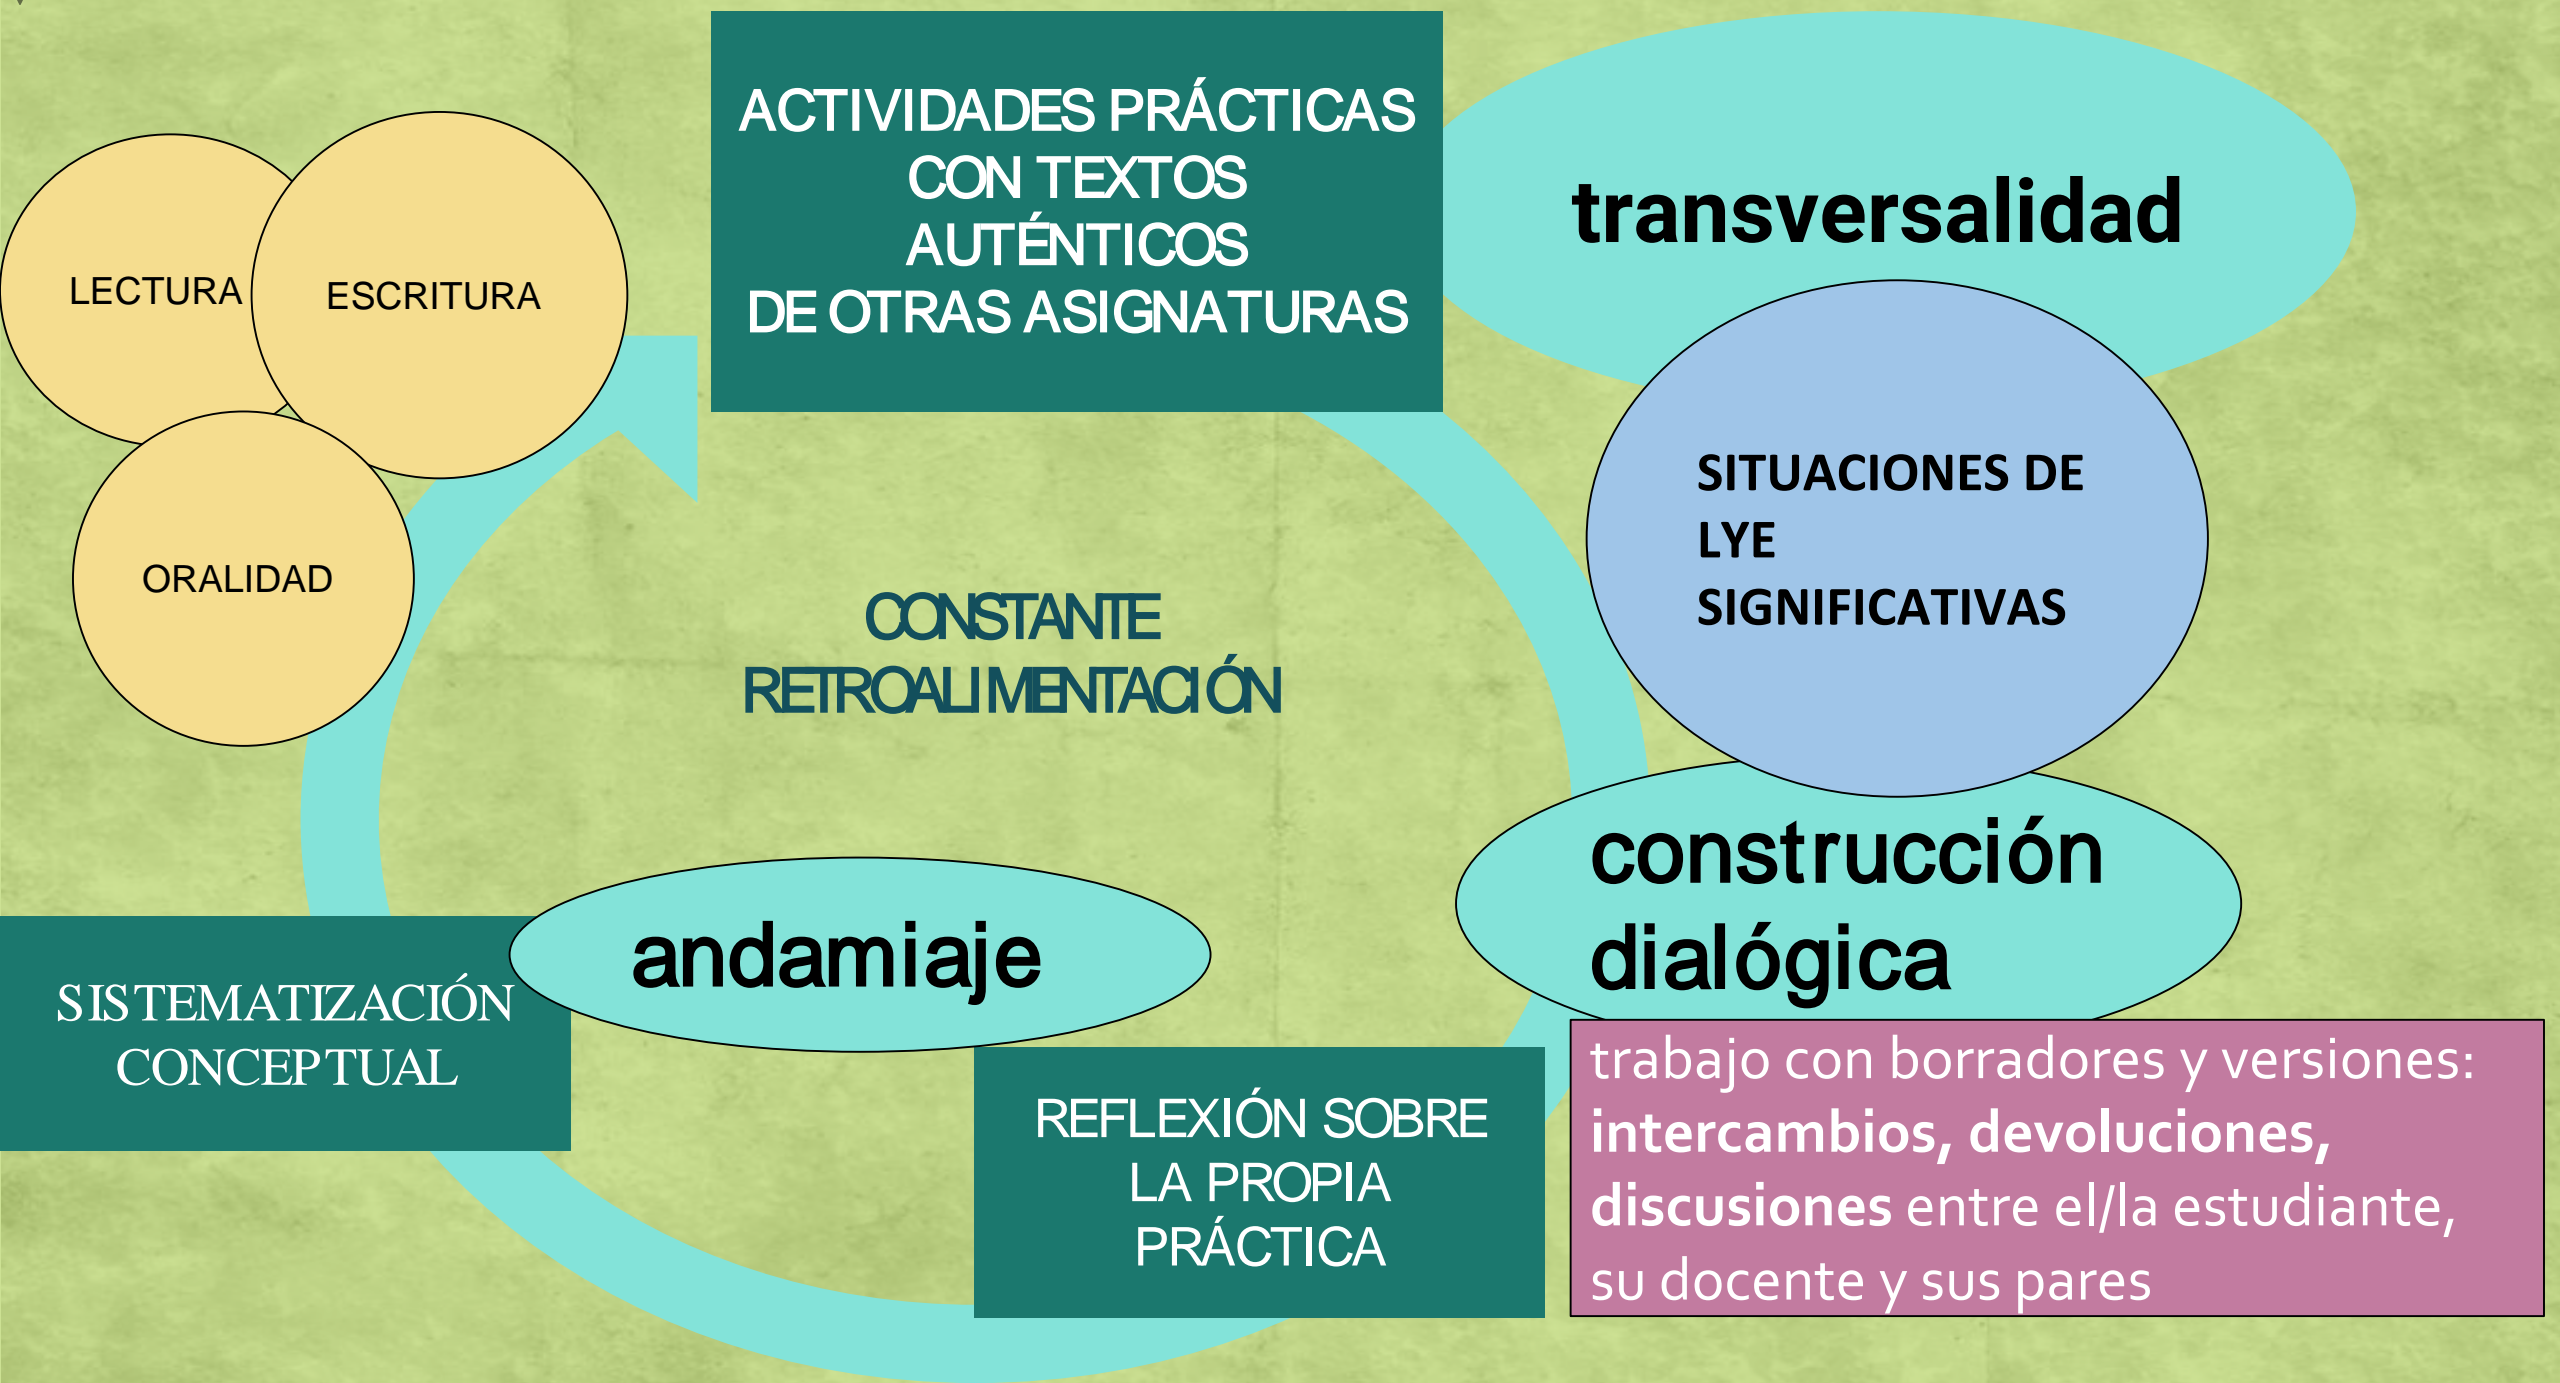 ACTIVIDADES PRÁCTICAS
CON TEXTOS
AUTÉNTICOS
DE OTRAS ASIGNATURAS
transversalidad
LECTURA
ESCRITURA
ORALIDAD
SITUACIONES DE
LYE
SIGNIFICATIVAS
CONSTANTE
RETROALIMENTACIÓN
construcción
dialógica
andamiaje
SISTEMATIZACIÓN
CONCEPTUAL
REFLEXIÓN SOBRE
LA PROPIA
PRÁCTICA
trabajo con borradores y versiones:
intercambios, devoluciones,
discusiones entre el/la estudiante,
su docente y sus pares